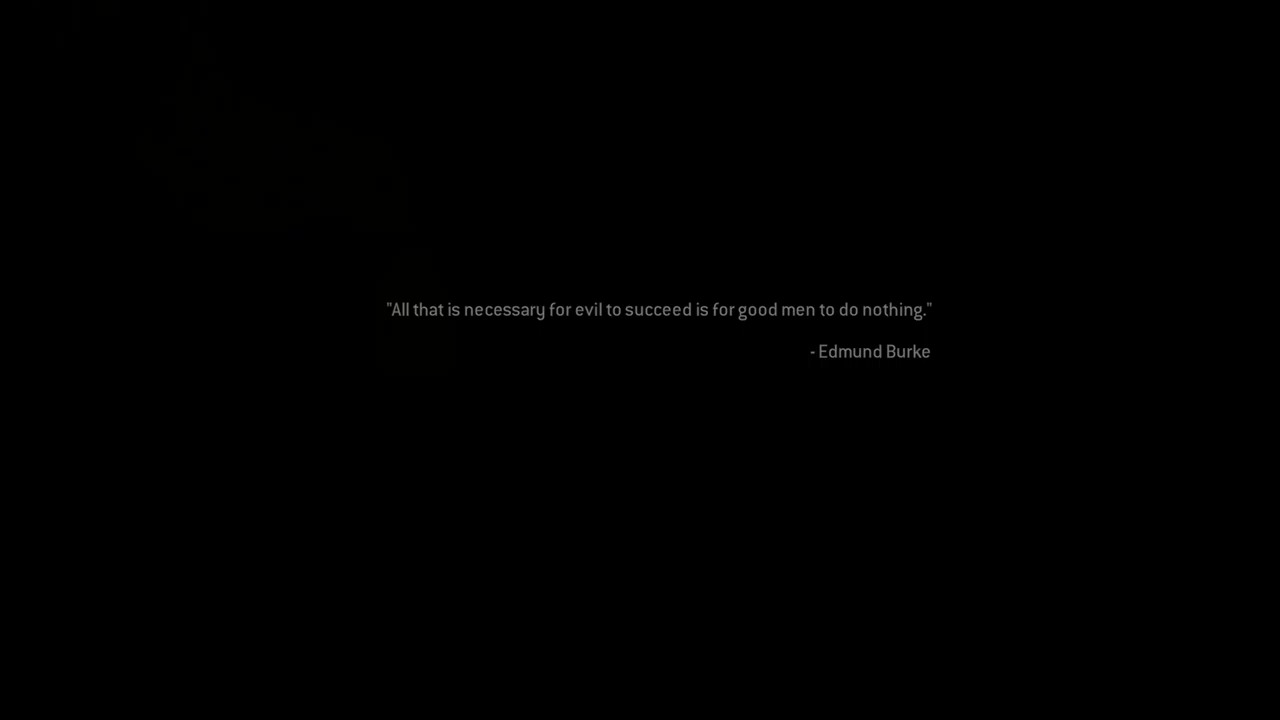 "All that is necessary for evil to succeed is for good men to do nothing."
- Edmund Burke